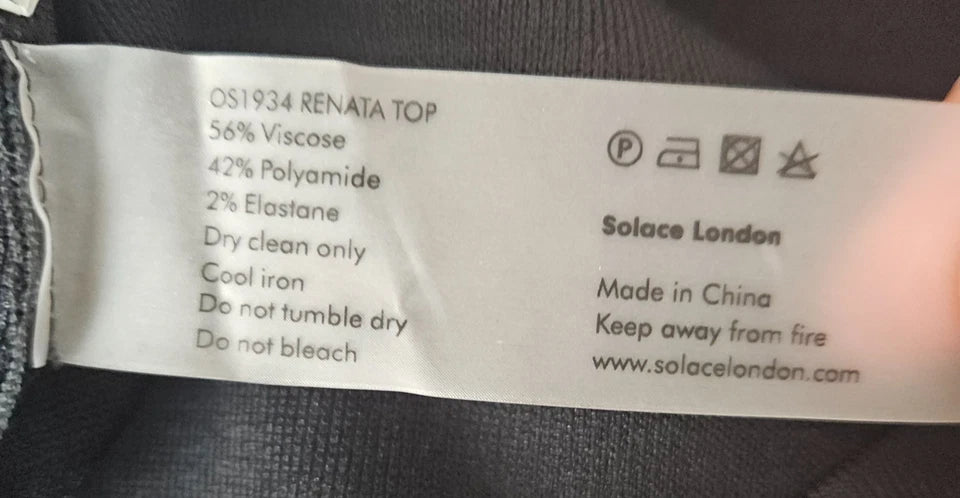 OS1934 RENATA TOP
56% Viscose
42% Polyamide
2% Elastane
Dry clean only
Cool iron
Do not tumble dry
Do not bleach
P
Solace London
Made in China
Keep away from fire
www.solacelondon.com